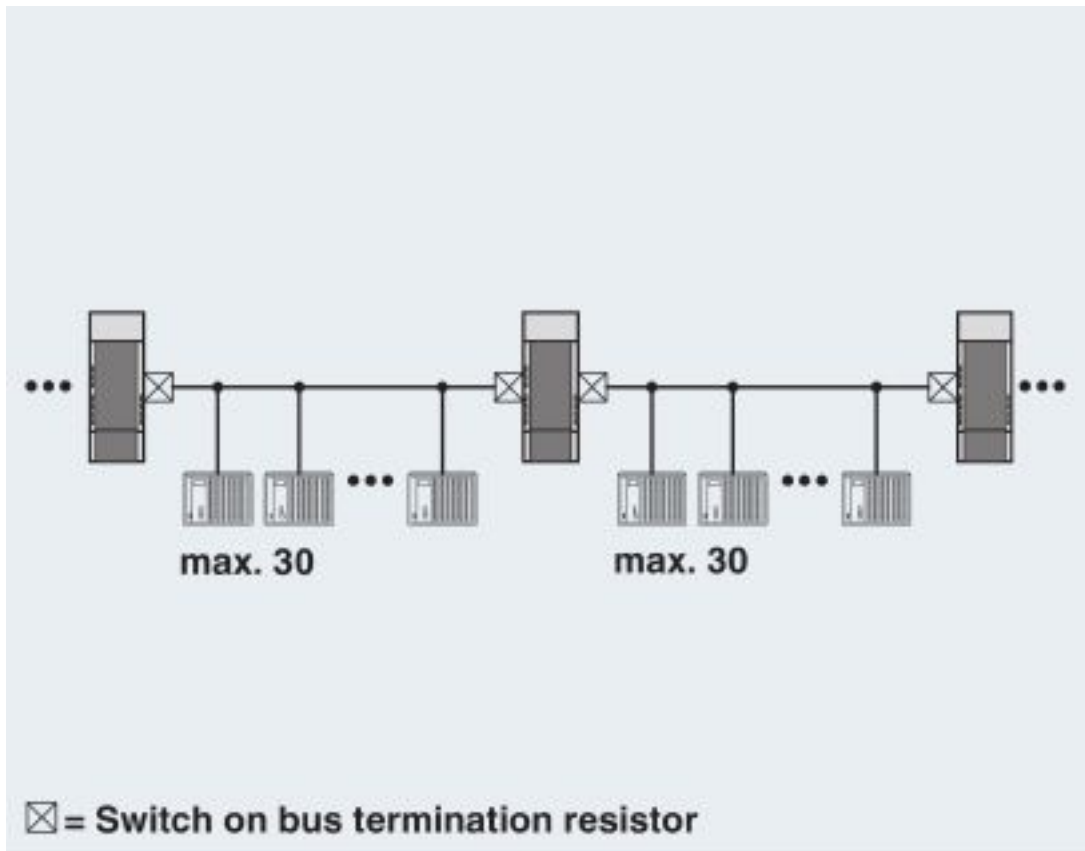 max. 30
max. 30
= Switch on bus termination resistor